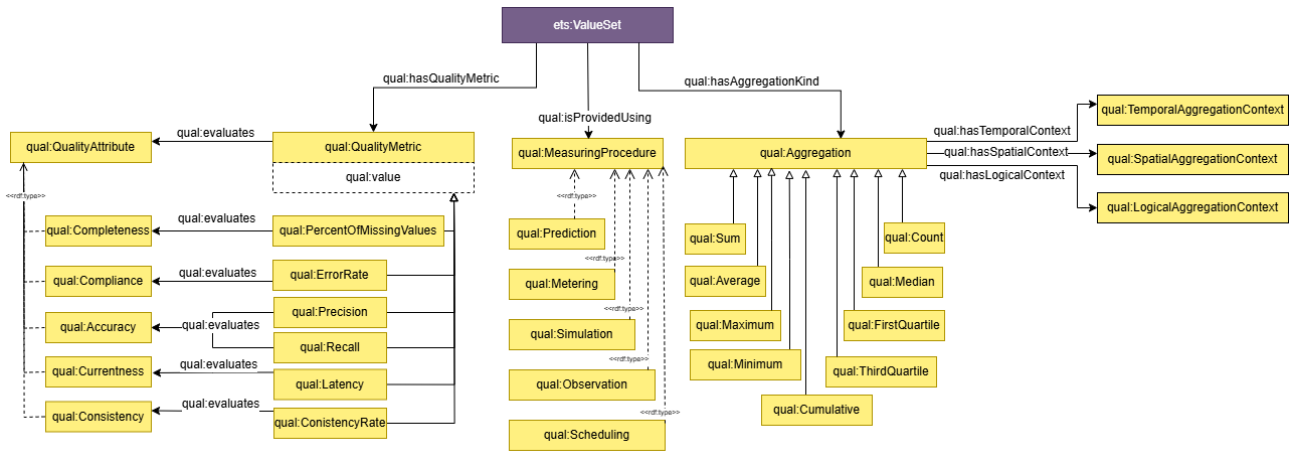 ets:ValueSet
qual:hasQualityMetric
qual:hasAggregationKind
qual:isProvidedUsing
qual:evaluates
qual:QualityAttribute
qual:QualityMetric
qual:value
<<rdf:type>>
qual:MeasuringProcedure
qual:Aggregation
qual:hasTemporalContext
qual:hasSpatialContext
qual:hasLogicalContext
qual:TemporalAggregationContext
qual:SpatialAggregationContext
qual:LogicalAggregationContext
qual:Completeness
qual:evaluates
qual:PercentOfMissingValues
qual:Compliance
qual:evaluates
qual:ErrorRate
qual:Accuracy
qual:evaluates
qual:Precision
qual:Recall
qual:Currentness
qual:evaluates
qual:Latency
qual:Consistency
qual:evaluates
qual:ConistencyRate
qual:Prediction
<<rdf:type>>
qual:Metering
<<rdf:type>>
qual:Simulation
<<rdf:type>>
qual:Observation
<<rdf:type>>
qual:Scheduling
qual:Sum
qual:Count
qual:Average
qual:Median
qual:Maximum
qual:FirstQuartile
qual:Minimum
qual:ThirdQuartile
qual:Cumulative